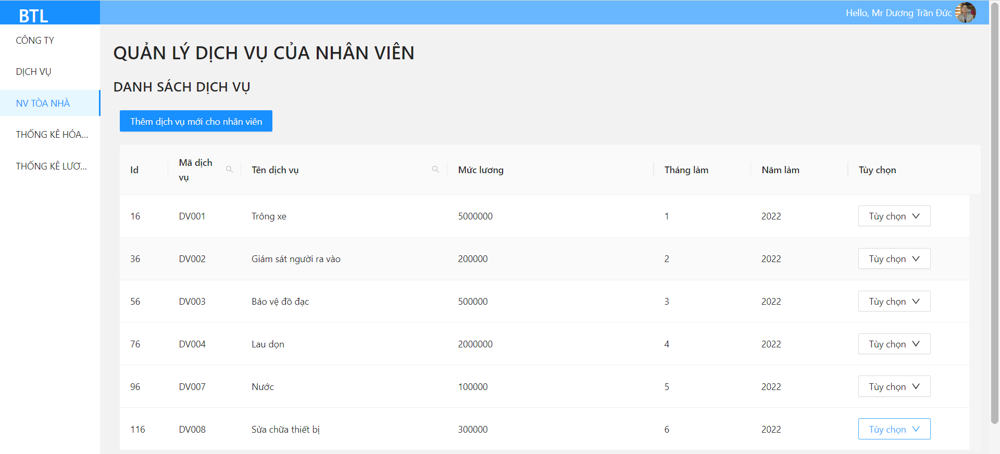 BTL
Hello, Mr Dương Trần Đức
CÔNG TY
DỊCH VỤ
NV TÒA NHÀ
THỐNG KÊ HÓA...
THỐNG KÊ LƯƠ...
QUẢN LÝ DỊCH VỤ CỦA NHÂN VIÊN
DANH SÁCH DỊCH VỤ
Thêm dịch vụ mới cho nhân viên
Id Mã dịch vụ Tên dịch vụ Mức lương Tháng làm Năm làm Tùy chọn
16 DV001 Trông xe 5000000 1 2022 Tùy chọn
36 DV002 Giám sát người ra vào 200000 2 2022 Tùy chọn
56 DV003 Bảo vệ đồ đạc 500000 3 2022 Tùy chọn
76 DV004 Lau dọn 2000000 4 2022 Tùy chọn
96 DV007 Nước 100000 5 2022 Tùy chọn
116 DV008 Sửa chữa thiết bị 300000 6 2022 Tùy chọn